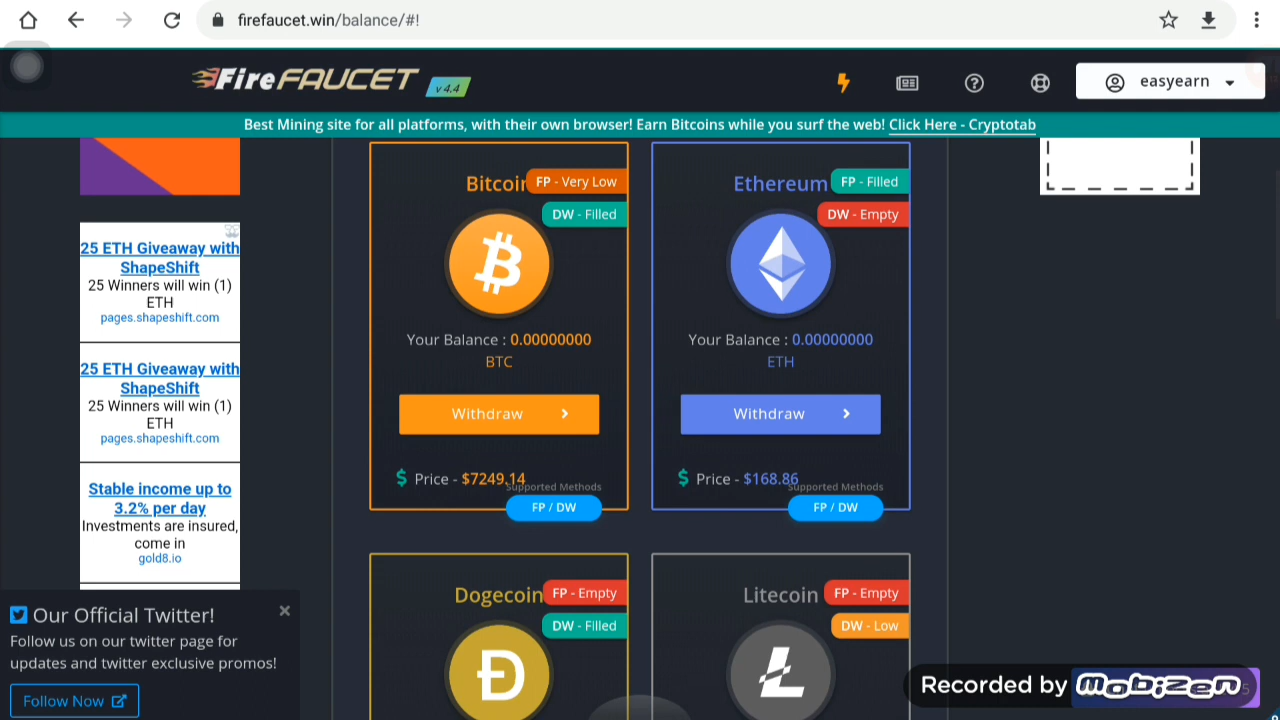 firefaucet.win/balance/#!
Fire FAUCET v 4.4
easyearn
Best Mining site for all platforms, with their own browser! Earn Bitcoins while you surf the web! Click Here - Cryptotab
25 ETH Giveaway with
ShapeShift
25 Winners will win (1)
ETH
pages.shapeshift.com
25 ETH Giveaway with
ShapeShift
25 Winners will win (1)
ETH
pages.shapeshift.com
Stable income up to
3.2% per day
Investments are insured,
come in
gold8.io
FP - Very Low
DW - Filled
Your Balance : 0.00000000
BTC
Withdraw
$ Price - $7249.14
Supported Methods
FP / DW
Ethereum
FP - Filled
DW - Empty
Your Balance : 0.00000000
ETH
Withdraw
$ Price - $168.86
Supported Methods
FP / DW
Dogecoin
FP - Empty
DW - Filled
Litecoin
FP - Empty
DW - Low
Our Official Twitter!
Follow us on our twitter page for
updates and twitter exclusive promos!
Follow Now
Recorded by MOBIZEN